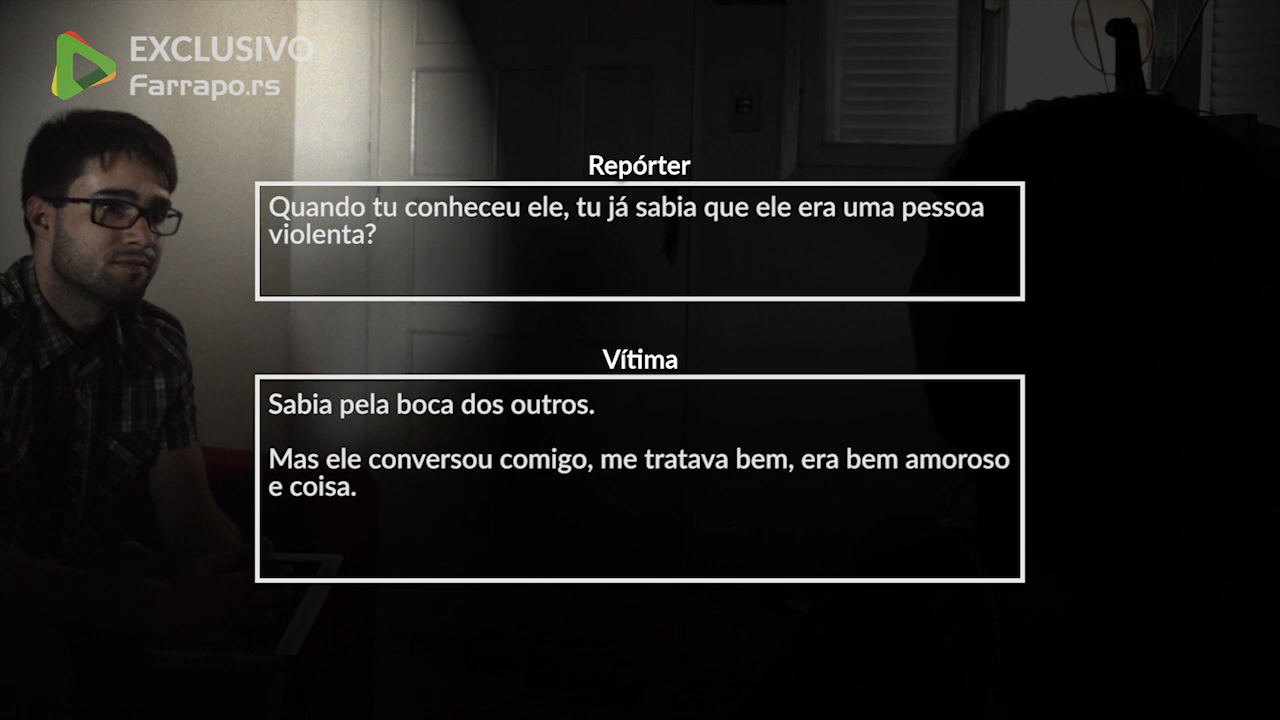 EXCLUSIVO
Farrapo.rs
Repórter
Quando tu conheceu ele, tu já sabia que ele era uma pessoa
violenta?
Vítima
Sabia pela boca dos outros.
Mas ele conversou comigo, me tratava bem, era bem amoroso
e coisa.